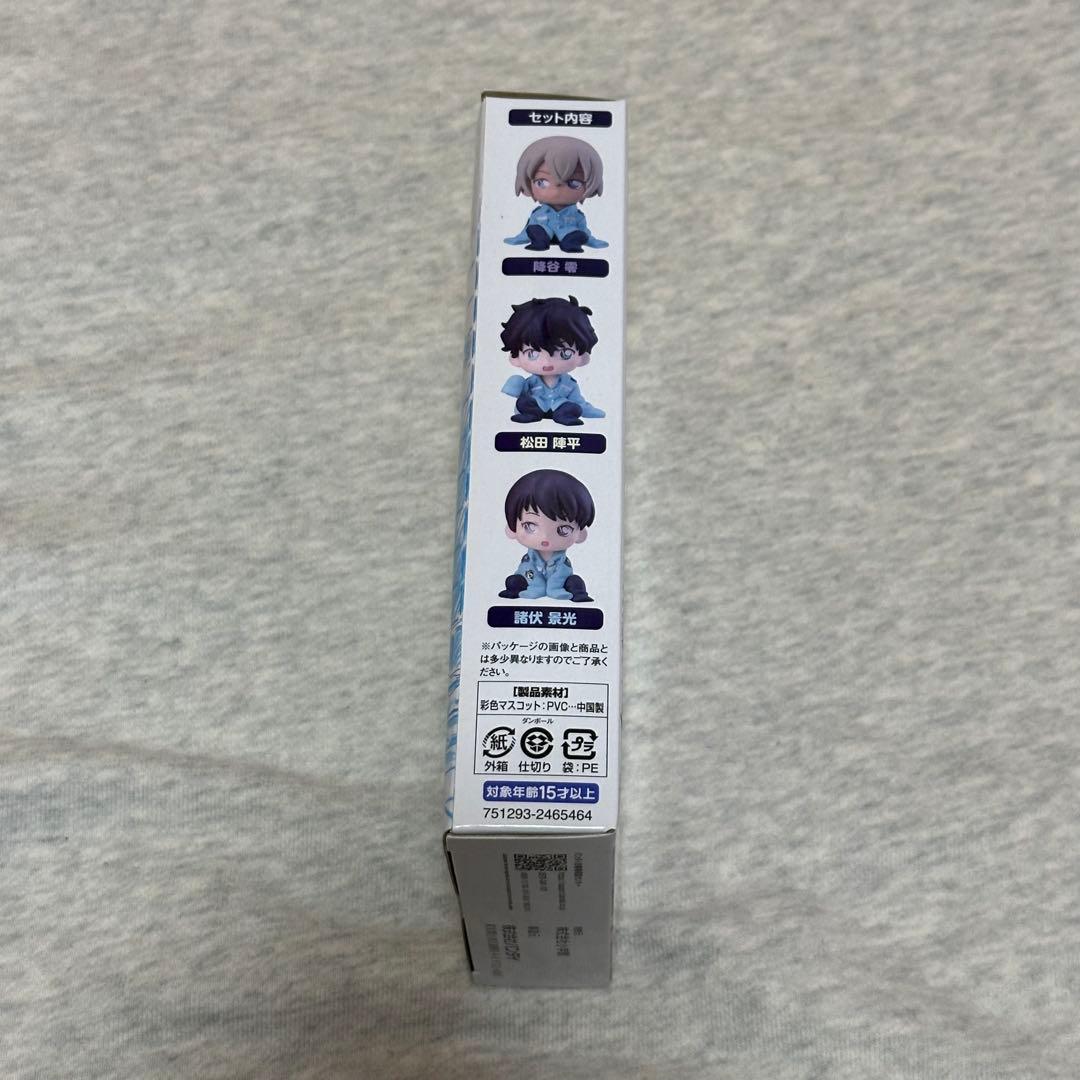 セット内容
降谷 零
松田 陣平
諸伏 景光
※パッケージの画像と商品と
は多少異なりますのでご了承く
ださい。
【製品素材】
彩色マスコット:PVC…中国製
ダンボール
紙 プラ
外箱 仕切り 袋:PE
対象年齢15才以上
751293-2465464